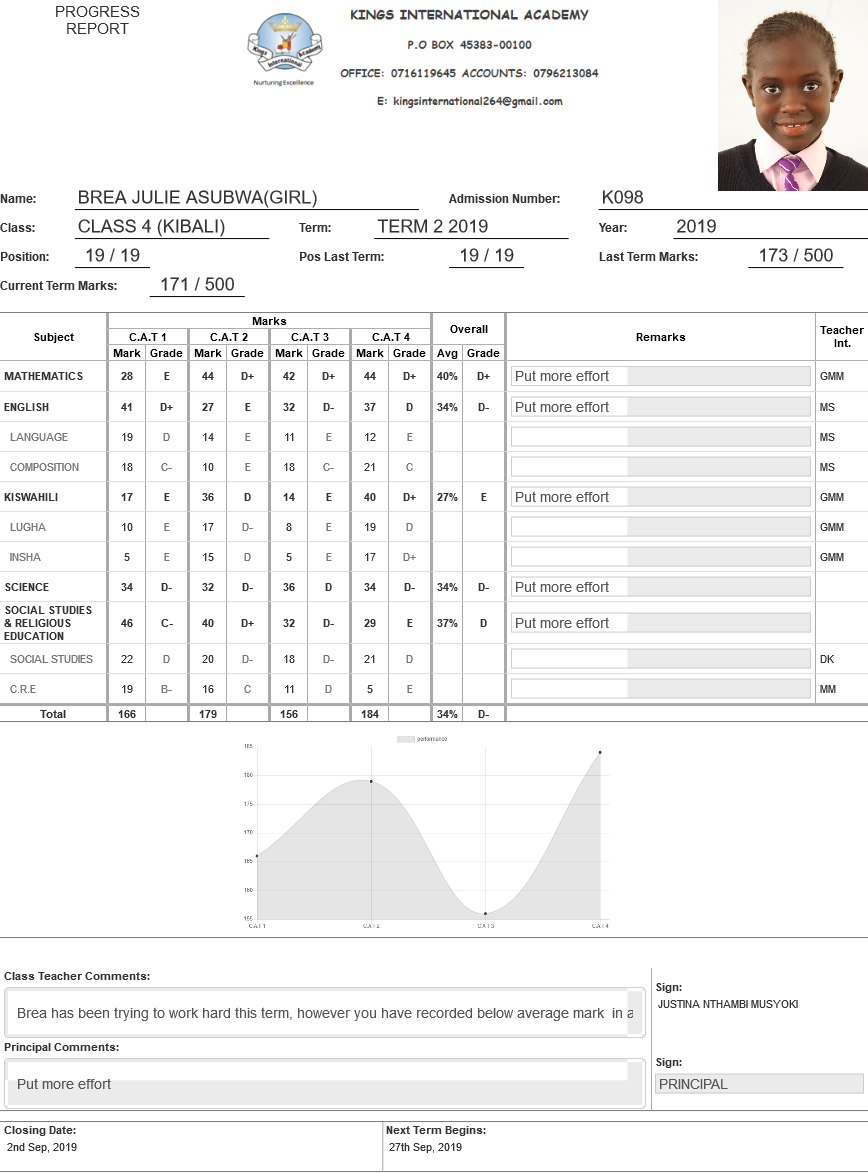 PROGRESS
REPORT
Kings International Academy
Nurturing Excellence
KINGS INTERNATIONAL ACADEMY
P.O BOX 45383-00100
OFFICE: 0716119645 ACCOUNTS: 0796213084
E: kingsinternational264@gmail.com
Name: BREA JULIE ASUBWA(GIRL) Admission Number: K098
Class: CLASS 4 (KIBALI) Term: TERM 2 2019 Year: 2019
Position: 19 / 19 Pos Last Term: 19 / 19 Last Term Marks: 173 / 500
Current Term Marks: 171 / 500
Subject Marks Overall Remarks Teacher Int.
C.A.T 1 C.A.T 2 C.A.T 3 C.A.T 4
Mark Grade Mark Grade Mark Grade Mark Grade Avg Grade
MATHEMATICS 28 E 44 D+ 42 D+ 44 D+ 40% D+ Put more effort GMM
ENGLISH 41 D+ 27 E 32 D- 37 D 34% D- Put more effort MS
LANGUAGE 19 D 14 E 11 E 12 E MS
COMPOSITION 18 C- 10 E 18 C- 21 C MS
KISWAHILI 17 E 36 D 14 E 40 D+ 27% E Put more effort GMM
LUGHA 10 E 17 D- 8 E 19 D GMM
INSHA 5 E 15 D 5 E 17 D+ GMM
SCIENCE 34 D- 32 D- 36 D 34 D- 34% D- Put more effort
SOCIAL STUDIES
& RELIGIOUS
EDUCATION 46 C- 40 D+ 32 D- 29 E 37% D Put more effort
SOCIAL STUDIES 22 D 20 D- 18 D- 21 D DK
C.R.E 19 B- 16 C 11 D 5 E MM
Total 166 179 156 184 34% D-
performance
185
180
175
170
165
160
155
C.A.T 1 C.A.T 2 C.A.T 3 C.A.T 4
Class Teacher Comments:
Brea has been trying to work hard this term, however you have recorded below average mark in a
Sign:
JUSTINA NTHAMBI MUSYOKI
Principal Comments:
Put more effort
Sign:
PRINCIPAL
Closing Date:
2nd Sep, 2019
Next Term Begins:
27th Sep, 2019